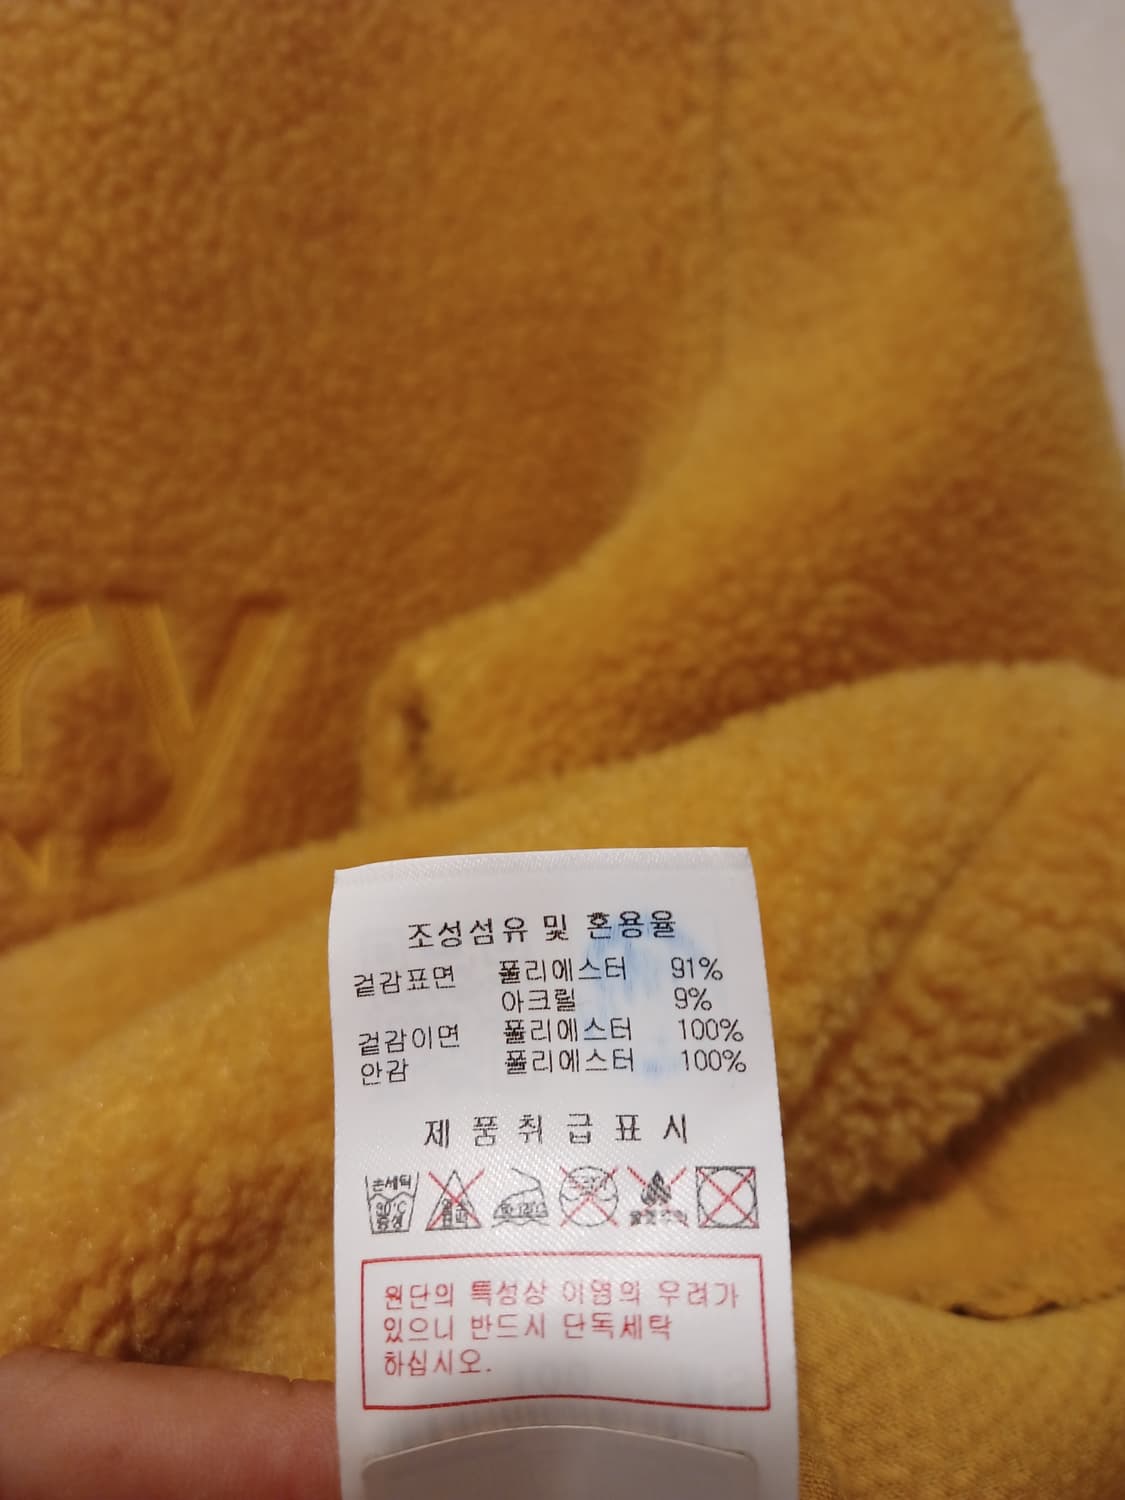 ry
조성섬유 및 혼용율
겉감표면 폴리에스터 91%
아크릴 9%
겉감이면 폴리에스터 100%
안감 폴리에스터 100%
제 품 취 급 표 시
손세탁
30℃
중성
원단의 특성상 이염의 우려가
있으니 반드시 단독세탁
하십시오.